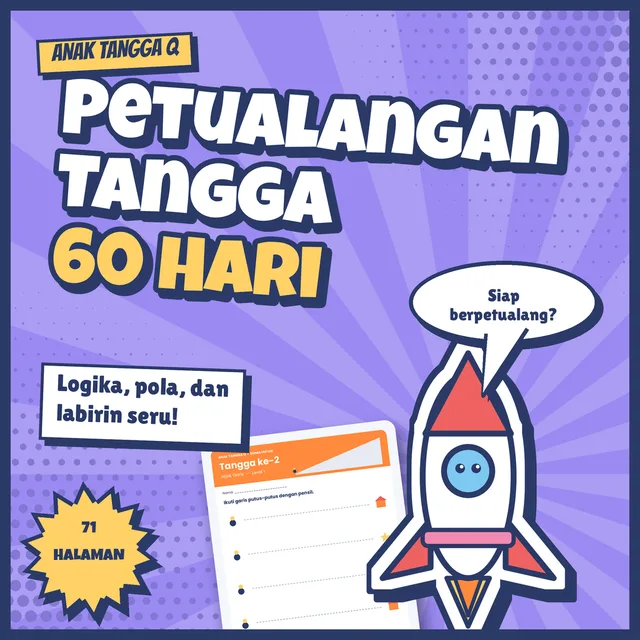 ANAK TANGGA Q
PETUALANGAN
TANGGA
60 HARI
Siap
berpetualang?
Logika, pola, dan
labirin seru!
Tangga ke-2
Nama:
Ikuti garis putus-putus dengan pensil.
71
HALAMAN